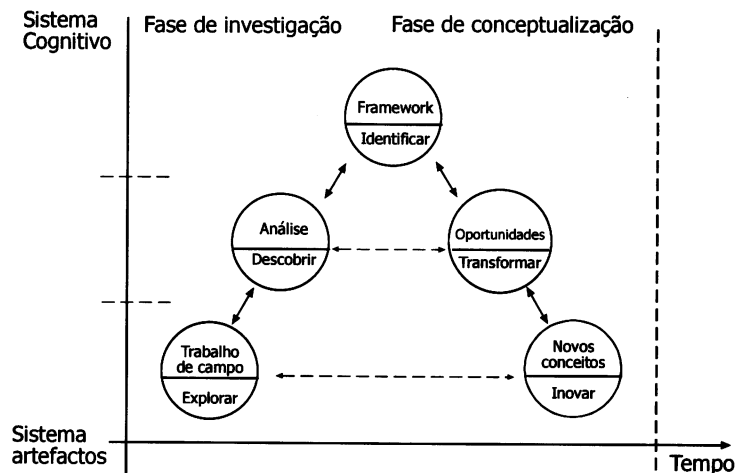 Sistema
Cognitivo
Fase de investigação
Fase de conceptualização
Framework
Identificar
Análise
Descobrir
Oportunidades
Transformar
Trabalho
de campo
Explorar
Novos
conceitos
Inovar
Sistema
artefactos
Tempo